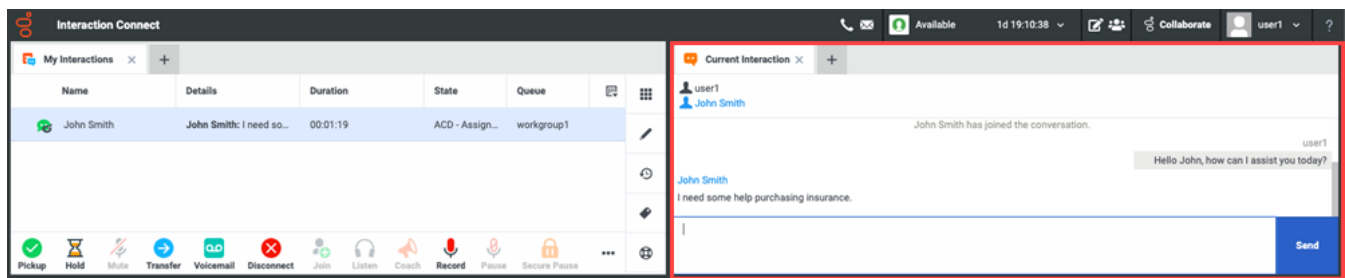 Interaction Connect
Available 1d 19:10:38 Collaborate user1 ?
My Interactions × +
Name Details Duration State Queue
John Smith John Smith: I need so... 00:01:19 ACD - Assign... workgroup1
Pickup Hold Mute Transfer Voicemail Disconnect Join Listen Coach Record Pause Secure Pause
Current Interaction × +
user1
John Smith
John Smith has joined the conversation.
user1
Hello John, how can I assist you today?
John Smith
I need some help purchasing insurance.
Send